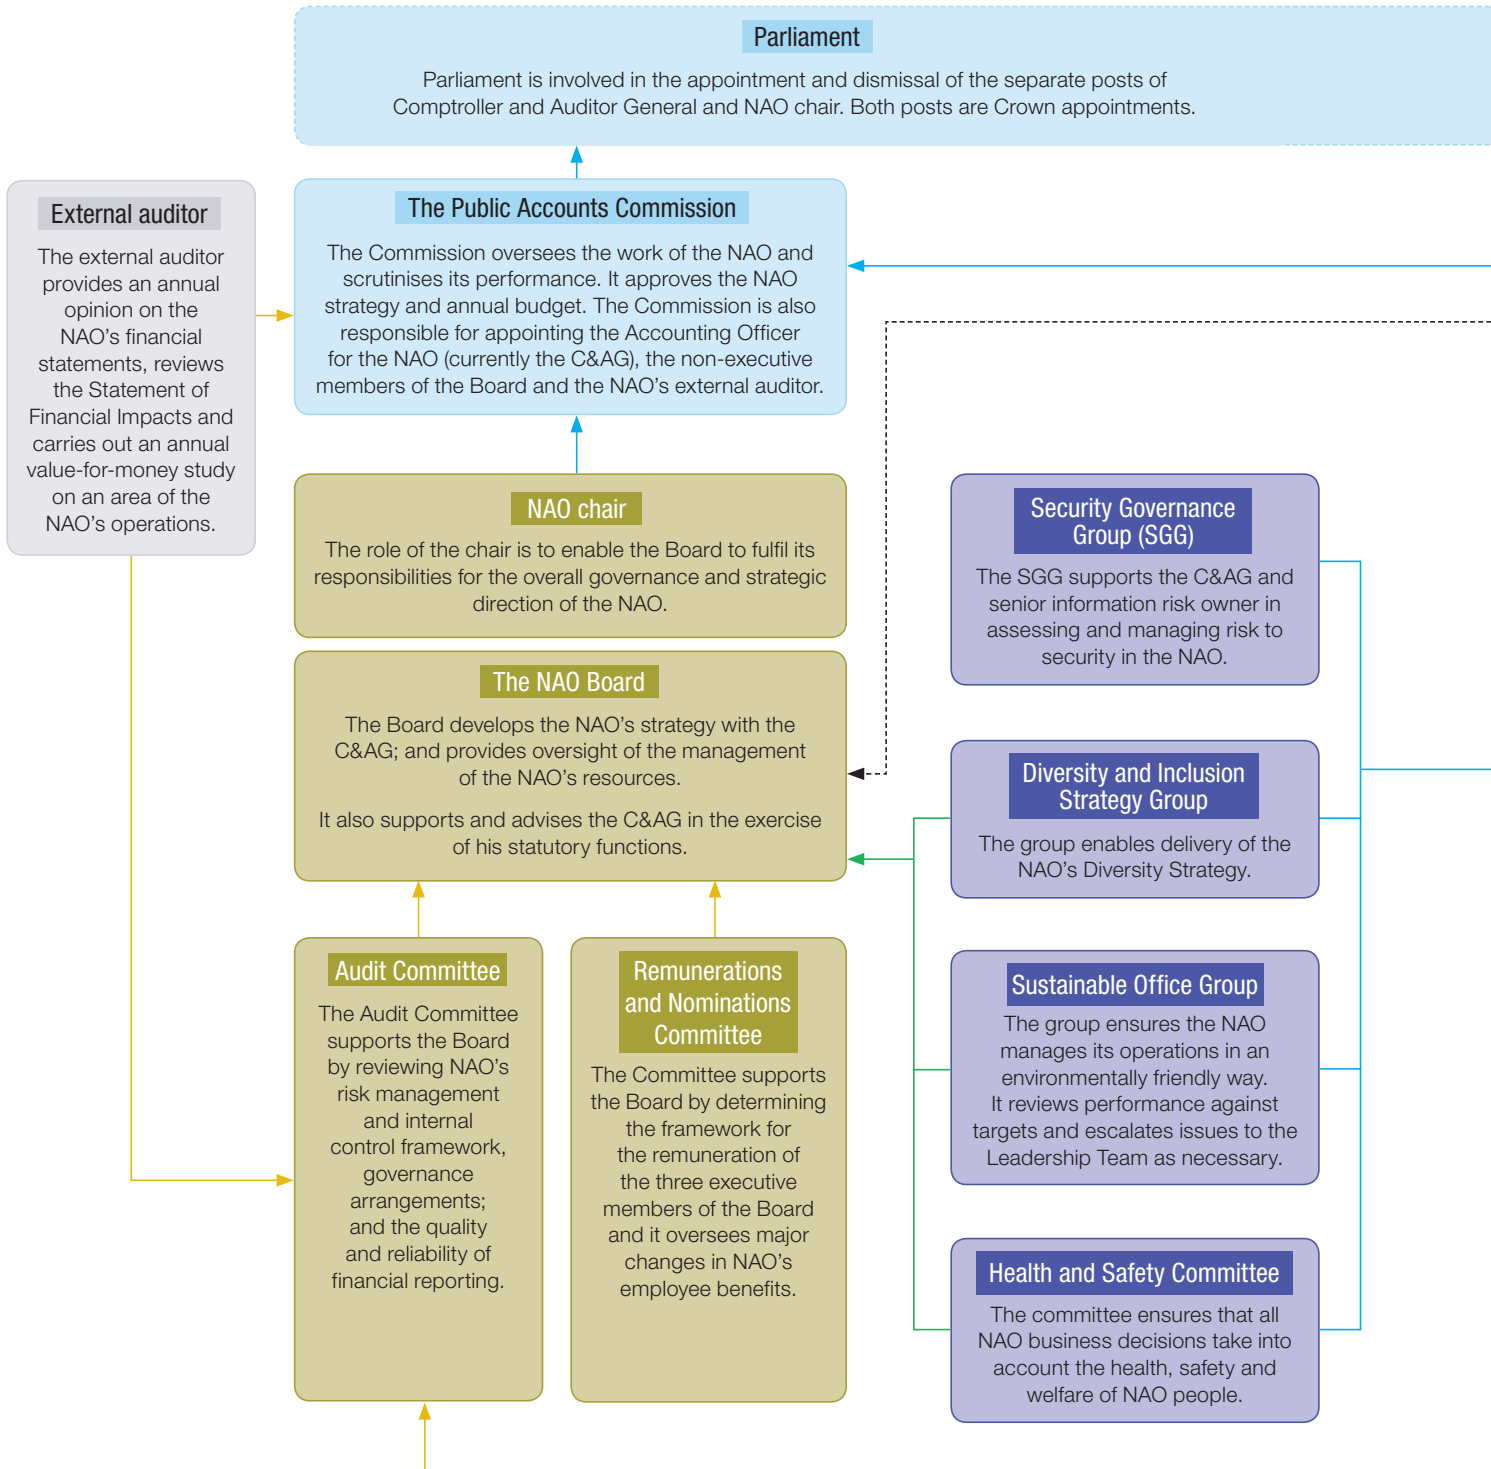 Parliament
Parliament is involved in the appointment and dismissal of the separate posts of
Comptroller and Auditor General and NAO chair. Both posts are Crown appointments.
External auditor
The external auditor
provides an annual
opinion on the
NAO’s financial
statements, reviews
the Statement of
Financial Impacts and
carries out an annual
value-for-money study
on an area of the
NAO’s operations.
The Public Accounts Commission
The Commission oversees the work of the NAO and
scrutinises its performance. It approves the NAO
strategy and annual budget. The Commission is also
responsible for appointing the Accounting Officer
for the NAO (currently the C&AG), the non-executive
members of the Board and the NAO’s external auditor.
NAO chair
The role of the chair is to enable the Board to fulfil its
responsibilities for the overall governance and strategic
direction of the NAO.
The NAO Board
The Board develops the NAO’s strategy with the
C&AG; and provides oversight of the management
of the NAO’s resources.
It also supports and advises the C&AG in the exercise
of his statutory functions.
Audit Committee
The Audit Committee
supports the Board
by reviewing NAO’s
risk management
and internal
control framework,
governance
arrangements;
and the quality
and reliability of
financial reporting.
Remunerations
and Nominations
Committee
The Committee supports
the Board by determining
the framework for
the remuneration of
the three executive
members of the Board
and it oversees major
changes in NAO’s
employee benefits.
Security Governance
Group (SGG)
The SGG supports the C&AG and
senior information risk owner in
assessing and managing risk to
security in the NAO.
Diversity and Inclusion
Strategy Group
The group enables delivery of the
NAO’s Diversity Strategy.
Sustainable Office Group
The group ensures the NAO
manages its operations in an
environmentally friendly way.
It reviews performance against
targets and escalates issues to the
Leadership Team as necessary.
Health and Safety Committee
The committee ensures that all
NAO business decisions take into
account the health, safety and
welfare of NAO people.